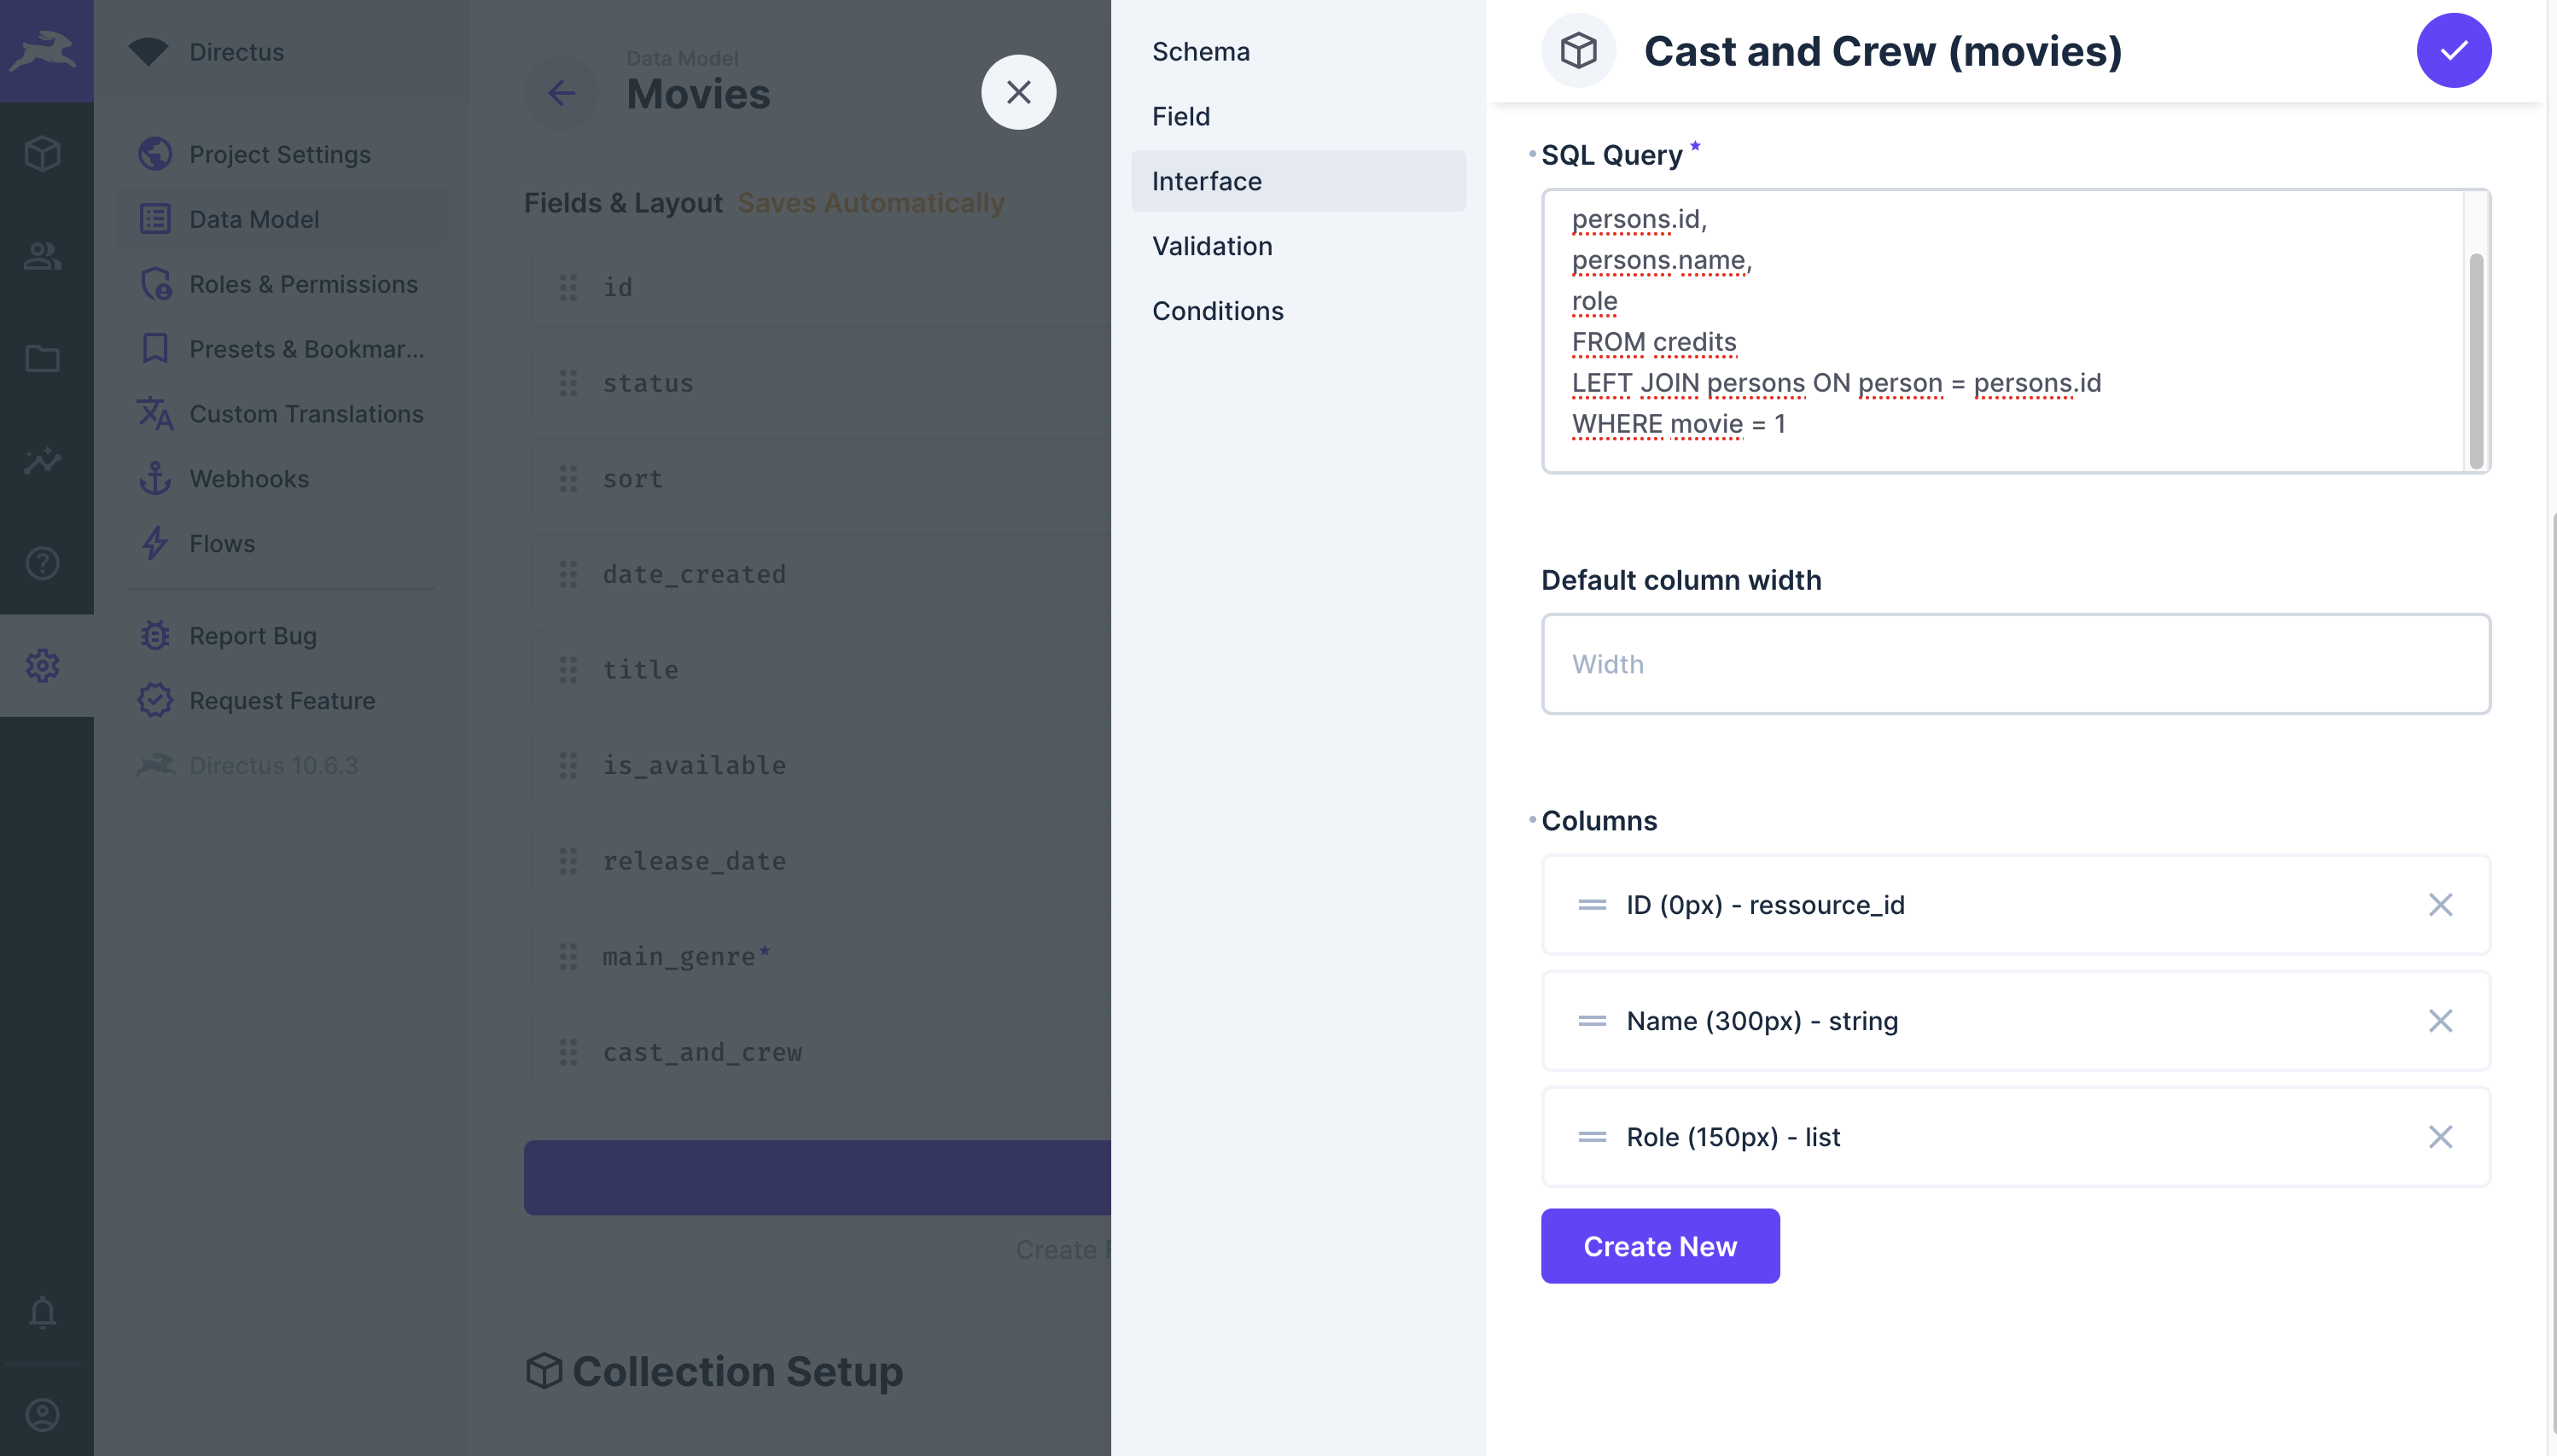 Directus
Project Settings
Data Model
Roles & Permissions
Presets & Bookmar...
Custom Translations
Webhooks
Flows
Report Bug
Request Feature
Directus 10.6.3
Data Model
Movies
Fields & Layout Saves Automatically
id
status
sort
date_created
title
is_available
release_date
main_genre*
cast_and_crew
Create
Collection Setup
Schema
Field
Interface
Validation
Conditions
Cast and Crew (movies)
SQL Query *
persons.id,
persons.name,
role
FROM credits
LEFT JOIN persons ON person = persons.id
WHERE movie = 1
Default column width
Width
Columns
ID (0px) - ressource_id
Name (300px) - string
Role (150px) - list
Create New